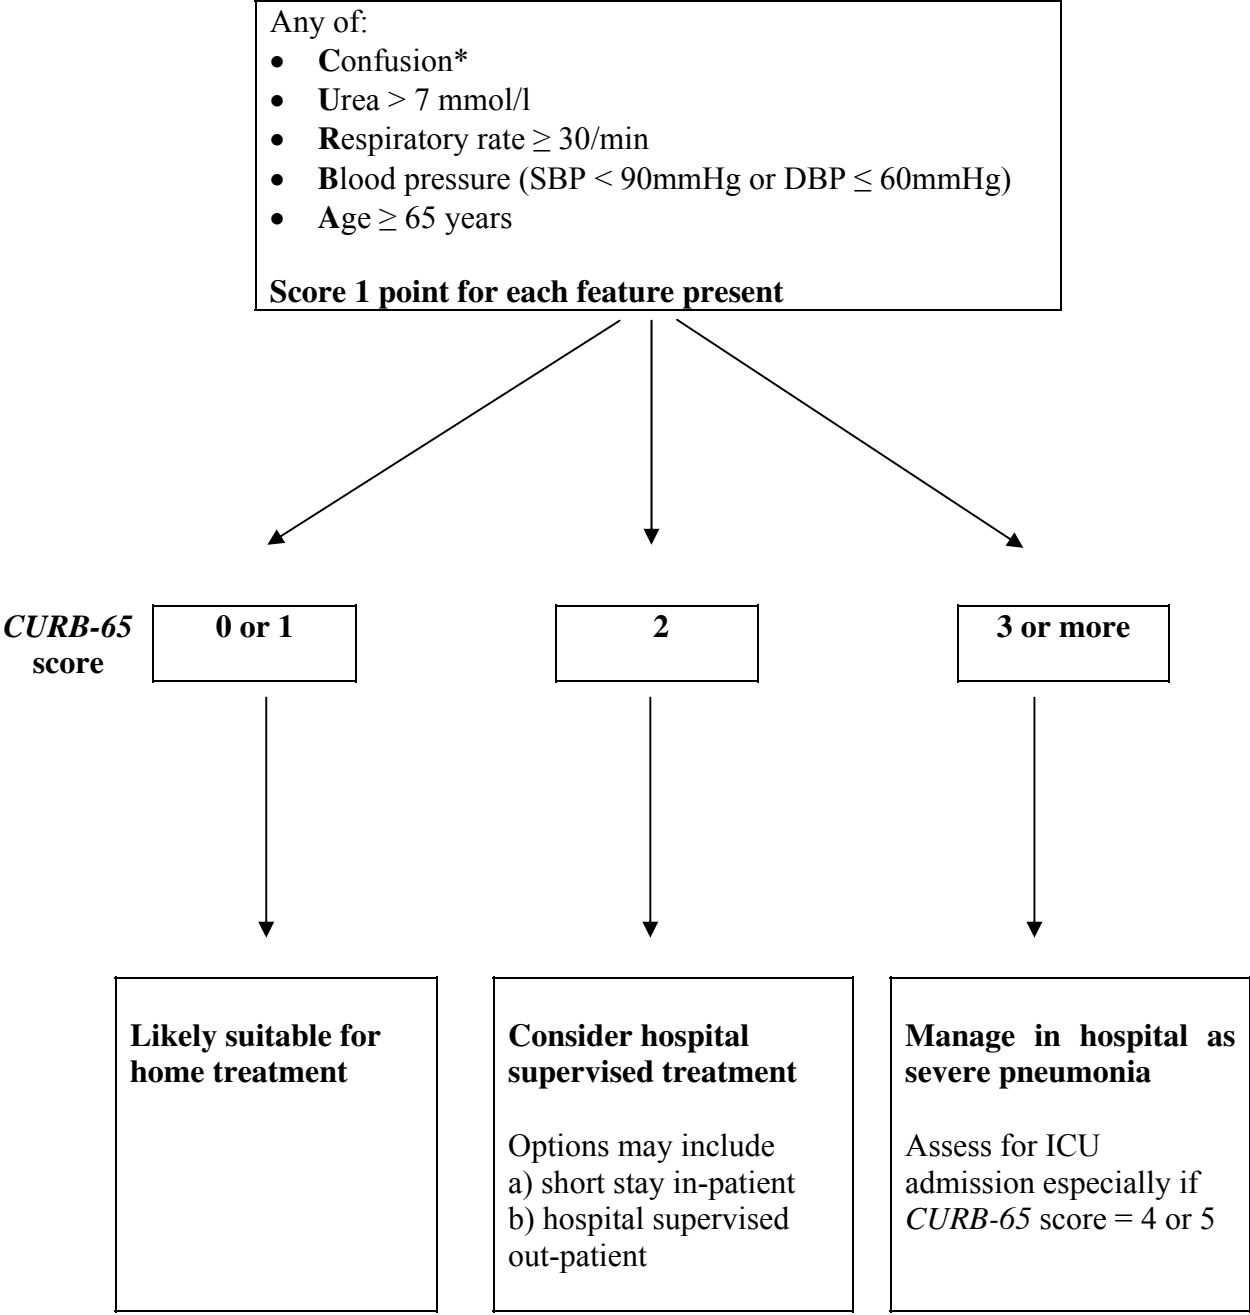 Any of:
• Confusion*
• Urea > 7 mmol/l
• Respiratory rate ≥ 30/min
• Blood pressure (SBP < 90mmHg or DBP ≤ 60mmHg)
• Age ≥ 65 years
Score 1 point for each feature present
CURB-65
score
0 or 1
2
3 or more
Likely suitable for
home treatment
Consider hospital
supervised treatment
Options may include
a) short stay in-patient
b) hospital supervised
out-patient
Manage in hospital as
severe pneumonia
Assess for ICU
admission especially if
CURB-65 score = 4 or 5